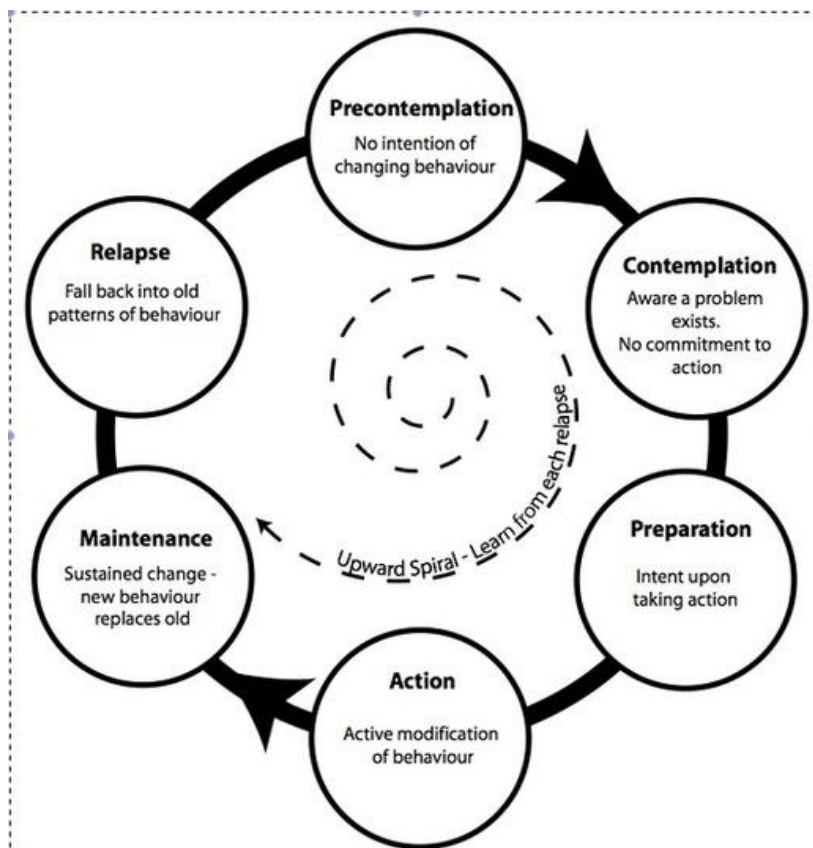 Precontemplation
No intention of
changing behaviour
Contemplation
Aware a problem
exists.
No commitment to
action
Preparation
Intent upon
taking action
Action
Active modification
of behaviour
Maintenance
Sustained change -
new behaviour
replaces old
Relapse
Fall back into old
patterns of behaviour
Upward Spiral - Learn from each relapse